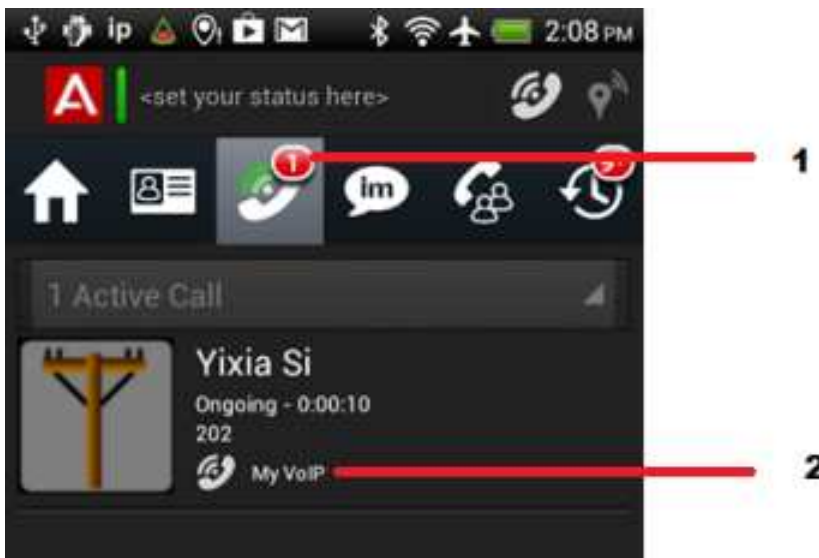 ip 2:08 PM
A <set your status here>
1 im
1
1 Active Call
Yixia Si
Ongoing - 0:00:10
202
My VoIP
2